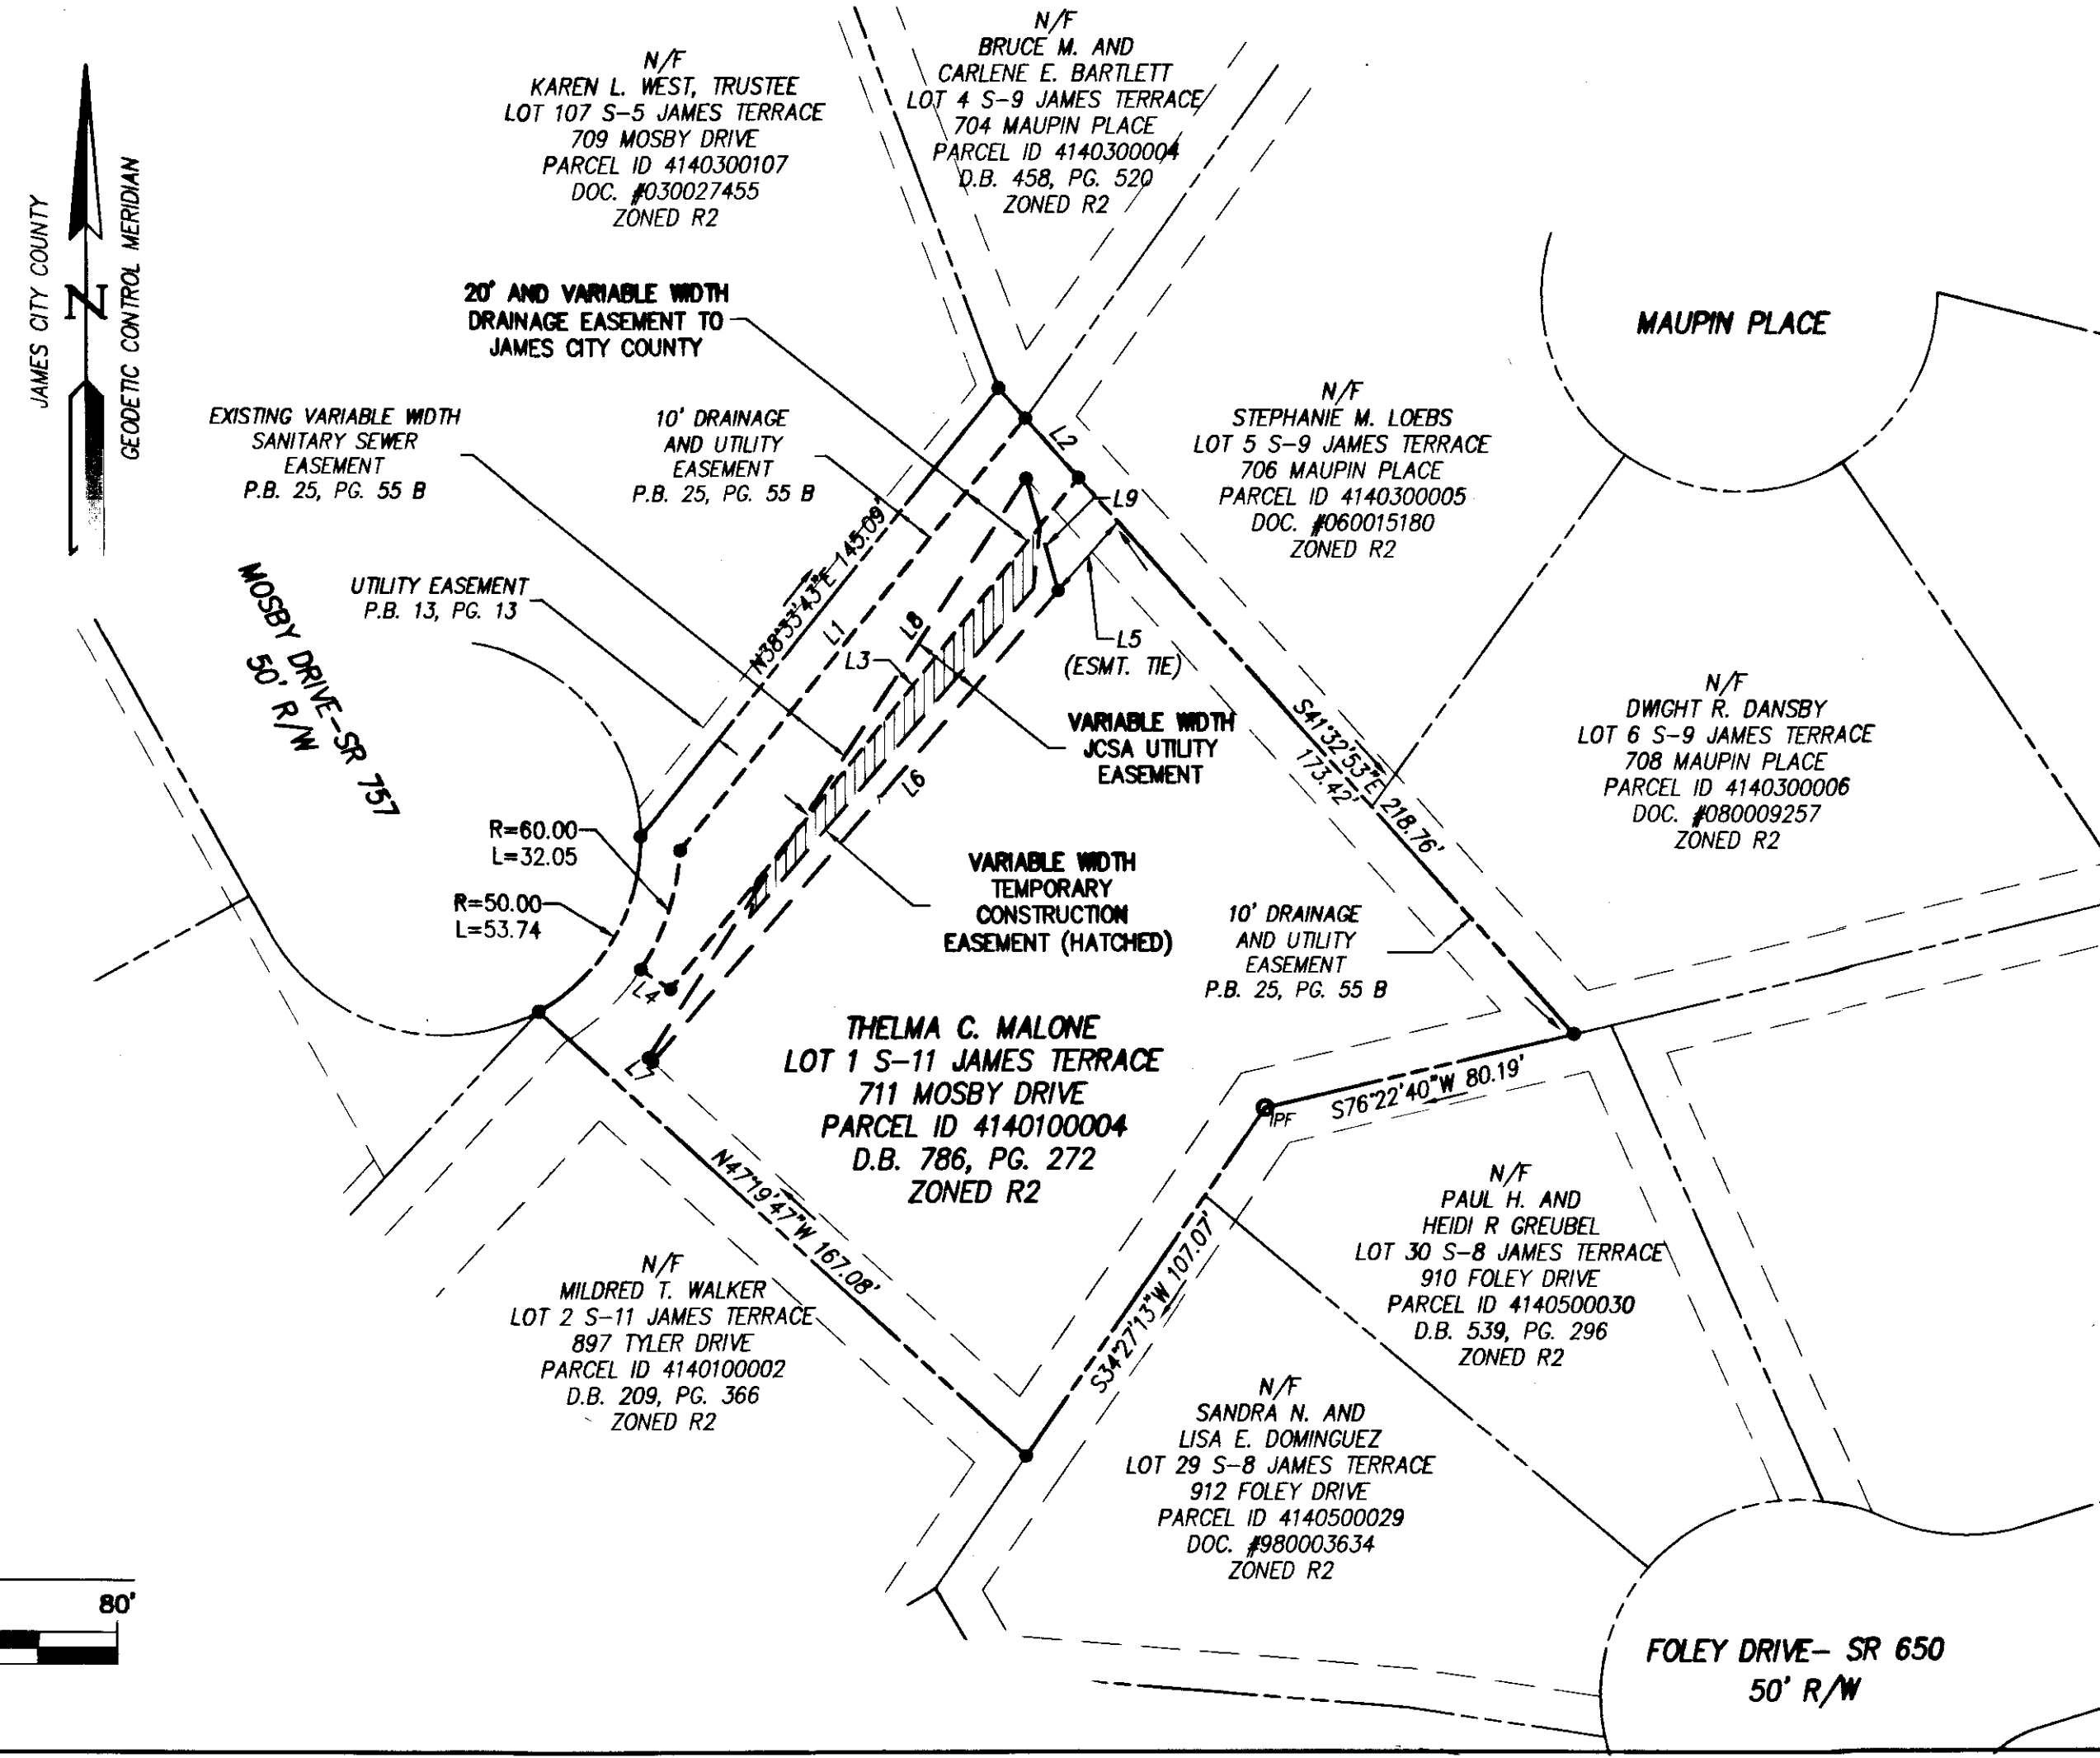 N/F
KAREN L. WEST, TRUSTEE
LOT 107 S-5 JAMES TERRACE
709 MOSBY DRIVE
PARCEL ID 4140300107
DOC. #030027455
ZONED R2
N/F
BRUCE M. AND
CARLENE E. BARTLETT
LOT 4 S-9 JAMES TERRACE
704 MAUPIN PLACE
PARCEL ID 4140300004
D.B. 458, PG. 520
ZONED R2
JAMES CITY COUNTY
N
GEODETIC CONTROL MERIDIAN
20' AND VARIABLE WIDTH
DRAINAGE EASEMENT TO
JAMES CITY COUNTY
MAUPIN PLACE
EXISTING VARIABLE WIDTH
SANITARY SEWER
EASEMENT
P.B. 25, PG. 55 B
10' DRAINAGE
AND UTILITY
EASEMENT
P.B. 25, PG. 55 B
N/F
STEPHANIE M. LOEBS
LOT 5 S-9 JAMES TERRACE
706 MAUPIN PLACE
PARCEL ID 4140300005
DOC. #060015180
ZONED R2
L2
L9
UTILITY EASEMENT
P.B. 13, PG. 13
MOSBY DRIVE-SR 757
50' R/W
N38°33'43"E 145.09'
L1
L8
L3
L5
(ESMT. TIE)
L6
VARIABLE WIDTH
JCSA UTILITY
EASEMENT
S41°32'53"E 218.76'
173.42'
N/F
DWIGHT R. DANSBY
LOT 6 S-9 JAMES TERRACE
708 MAUPIN PLACE
PARCEL ID 4140300006
DOC. #080009257
ZONED R2
R=60.00
L=32.05
R=50.00
L=53.74
VARIABLE WIDTH
TEMPORARY
CONSTRUCTION
EASEMENT (HATCHED)
10' DRAINAGE
AND UTILITY
EASEMENT
P.B. 25, PG. 55 B
L4
L7
THELMA C. MALONE
LOT 1 S-11 JAMES TERRACE
711 MOSBY DRIVE
PARCEL ID 4140100004
D.B. 786, PG. 272
ZONED R2
IPF
S76°22'40"W 80.19'
N47°19'47"W 167.08'
S34°27'13"W 107.07'
N/F
PAUL H. AND
HEIDI R GREUBEL
LOT 30 S-8 JAMES TERRACE
910 FOLEY DRIVE
PARCEL ID 4140500030
D.B. 539, PG. 296
ZONED R2
N/F
MILDRED T. WALKER
LOT 2 S-11 JAMES TERRACE
897 TYLER DRIVE
PARCEL ID 4140100002
D.B. 209, PG. 366
ZONED R2
N/F
SANDRA N. AND
LISA E. DOMINGUEZ
LOT 29 S-8 JAMES TERRACE
912 FOLEY DRIVE
PARCEL ID 4140500029
DOC. #980003634
ZONED R2
80'
FOLEY DRIVE- SR 650
50' R/W